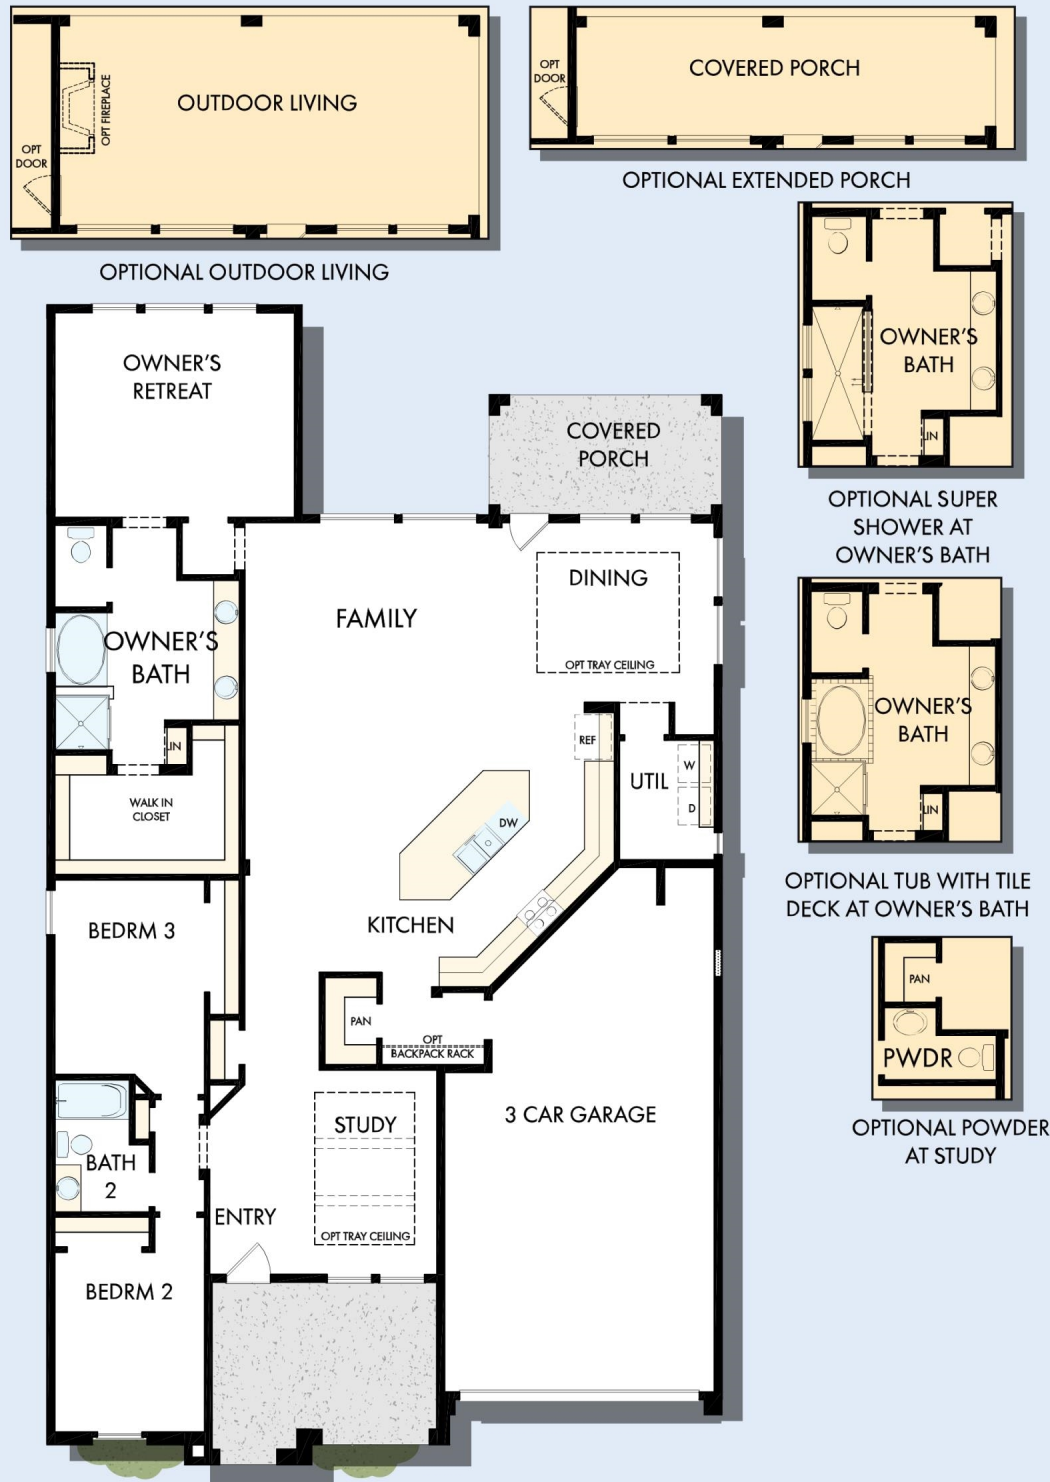 OUTDOOR LIVING
OPT FIREPLACE
OPT
DOOR
OPTIONAL OUTDOOR LIVING
COVERED PORCH
OPT
DOOR
OPTIONAL EXTENDED PORCH
OWNER'S
BATH
LIN
OPTIONAL SUPER
SHOWER AT
OWNER'S BATH
OWNER'S
RETREAT
COVERED
PORCH
DINING
OPT TRAY CEILING
FAMILY
OWNER'S
BATH
LIN
WALK IN
CLOSET
REF
UTIL
W
D
DW
KITCHEN
OWNER'S
BATH
LIN
OPTIONAL TUB WITH TILE
DECK AT OWNER'S BATH
BEDRM 3
PAN
OPT
BACKPACK RACK
PAN
PWDR
OPTIONAL POWDER
AT STUDY
STUDY
OPT TRAY CEILING
3 CAR GARAGE
BATH
2
ENTRY
BEDRM 2